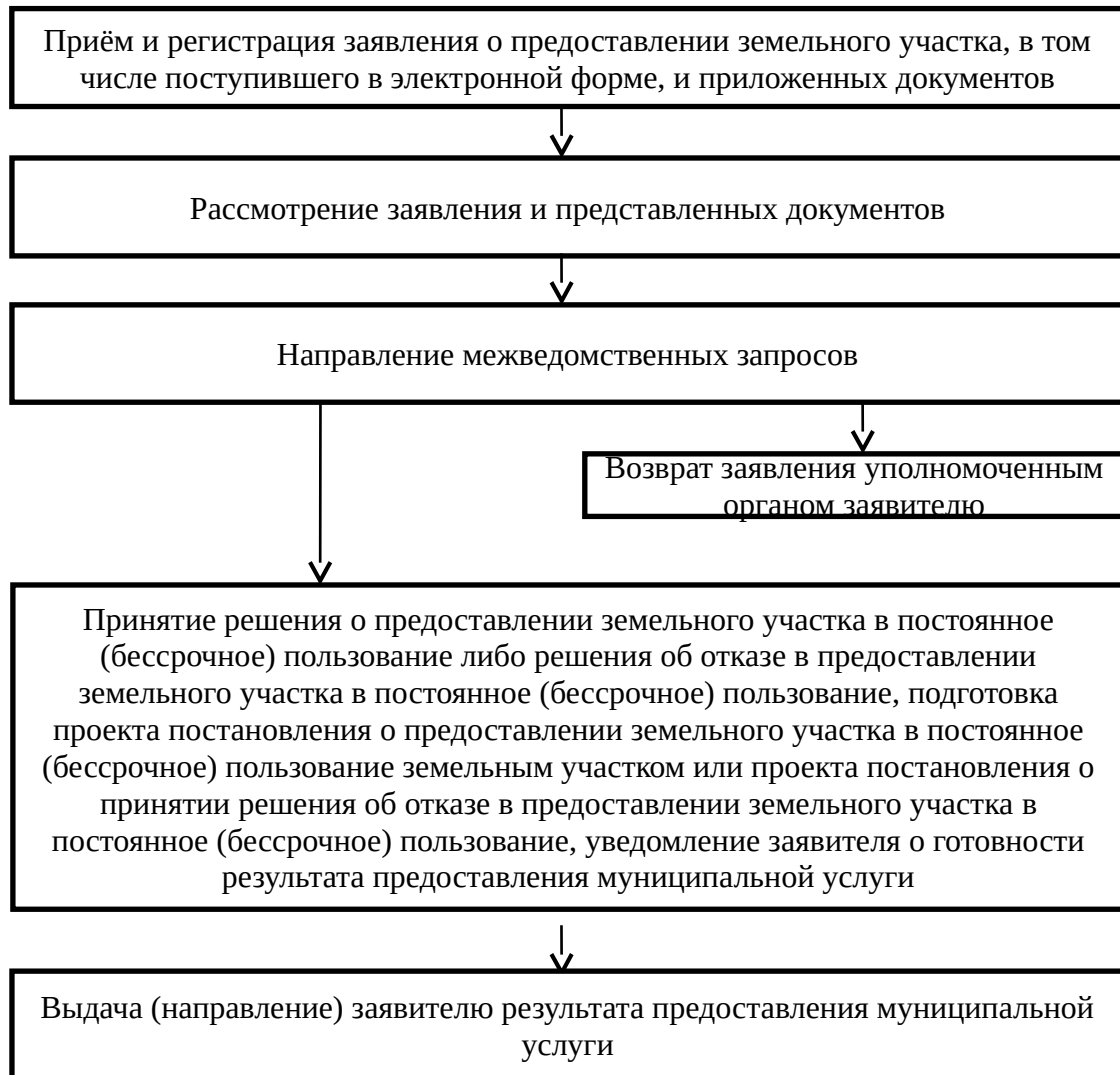 Приём и регистрация заявления о предоставлении земельного участка, в том
числе поступившего в электронной форме, и приложенных документов
Рассмотрение заявления и представленных документов
Направление межведомственных запросов
Возврат заявления уполномоченным
органом заявителю
Принятие решения о предоставлении земельного участка в постоянное
(бессрочное) пользование либо решения об отказе в предоставлении
земельного участка в постоянное (бессрочное) пользование, подготовка
проекта постановления о предоставлении земельного участка в постоянное
(бессрочное) пользование земельным участком или проекта постановления о
принятии решения об отказе в предоставлении земельного участка в
постоянное (бессрочное) пользование, уведомление заявителя о готовности
результата предоставления муниципальной услуги
Выдача (направление) заявителю результата предоставления муниципальной
услуги